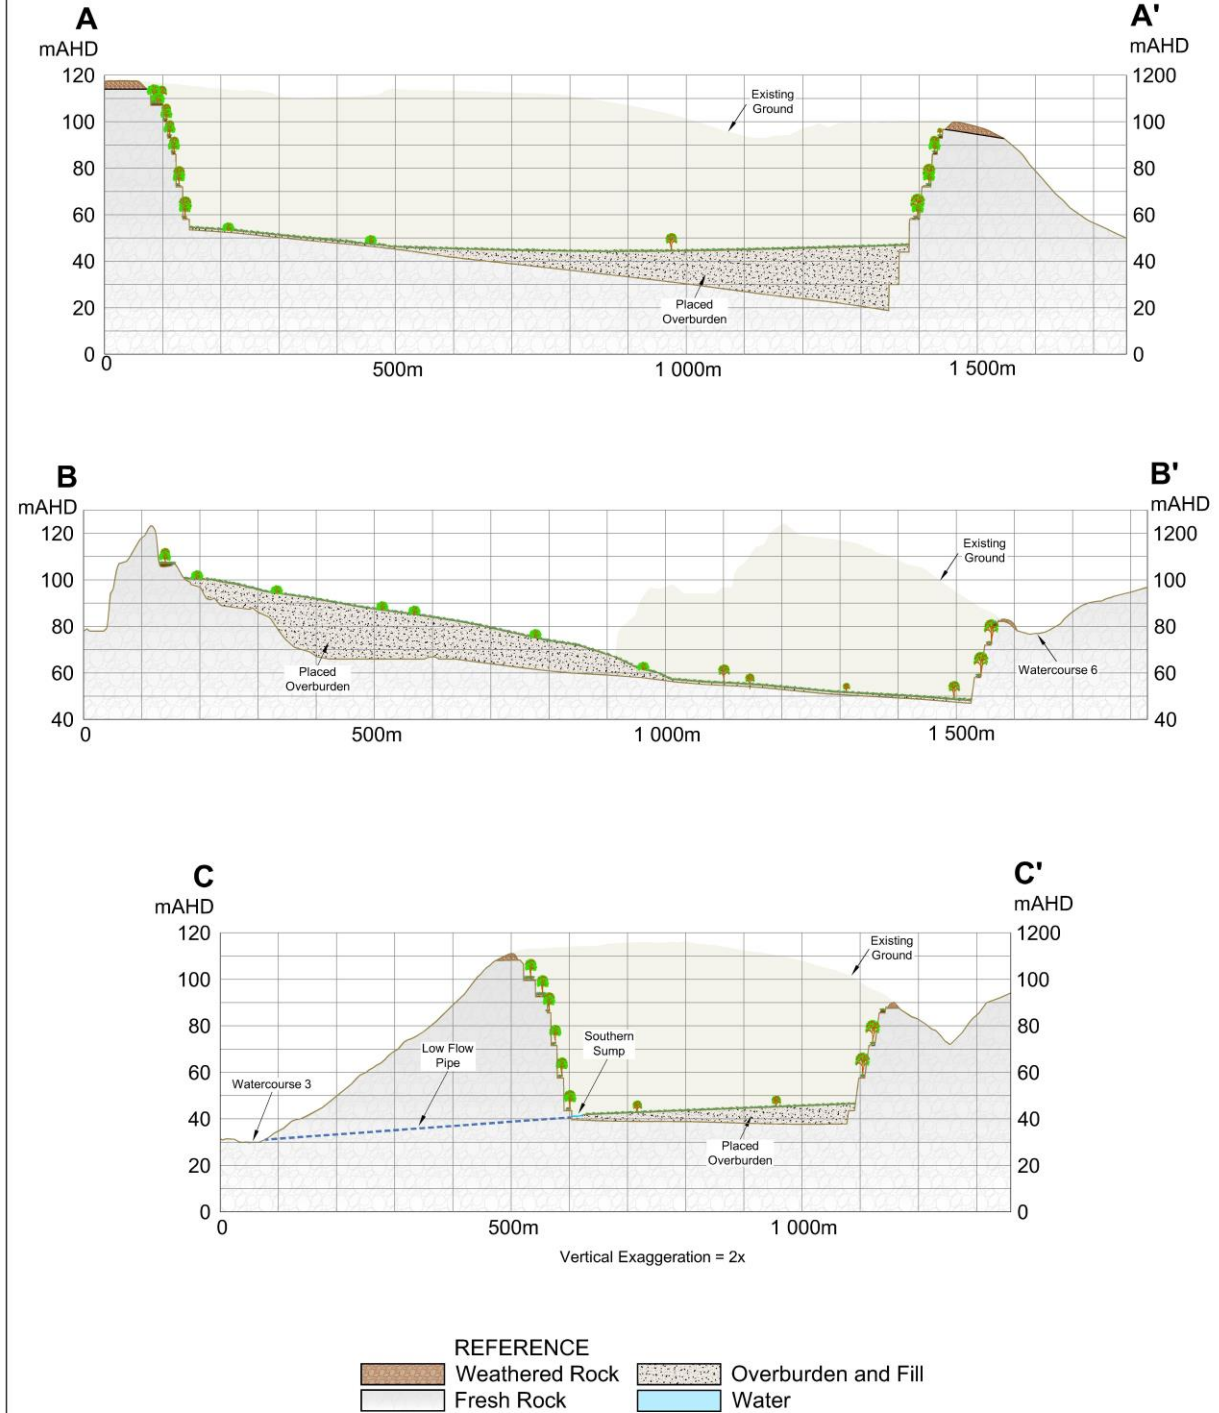 A
A'
mAHD
mAHD
120
1200
100
100
80
80
60
60
40
40
20
20
0
0
0
500m
1 000m
1 500m
Existing
Ground
Placed
Overburden
B
B'
mAHD
mAHD
120
1200
100
100
80
80
60
60
40
40
0
500m
1 000m
1 500m
Existing
Ground
Placed
Overburden
Watercourse 6
C
C'
mAHD
mAHD
120
1200
100
100
80
80
60
60
40
40
20
20
0
0
0
500m
1 000m
Existing
Ground
Southern
Sump
Low Flow
Pipe
Watercourse 3
Placed
Overburden
Vertical Exaggeration = 2x
REFERENCE
Weathered Rock
Overburden and Fill
Fresh Rock
Water